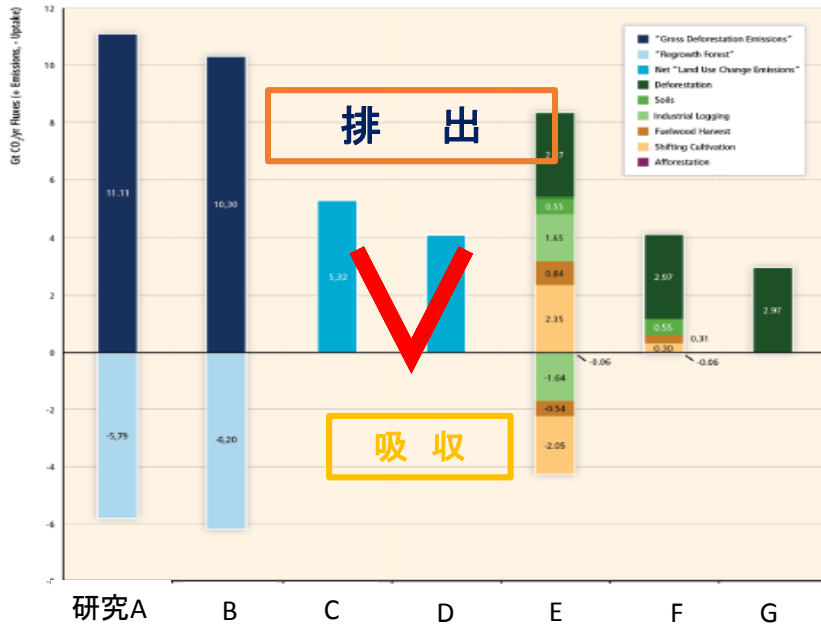 12
10
8
6
4
2
0
-2
-4
-6
Gt CO₂/yr Fluxes (+ Emissions, - Uptake)
"Gross Deforestation Emissions"
"Regrowth Forest"
Net "Land Use Change Emissions"
Deforestation
Soils
Industrial Logging
Fuelwood Harvest
Shifting Cultivation
Afforestation
排 出
吸 収
11.11
-5,79
10,30
-6,20
5,32
0.55
1.65
0.84
2.35
-0.06
-1.64
-0.54
-2.05
2.97
0.55
0.31
0.30
-0.06
2.97
研究A
B
C
D
E
F
G